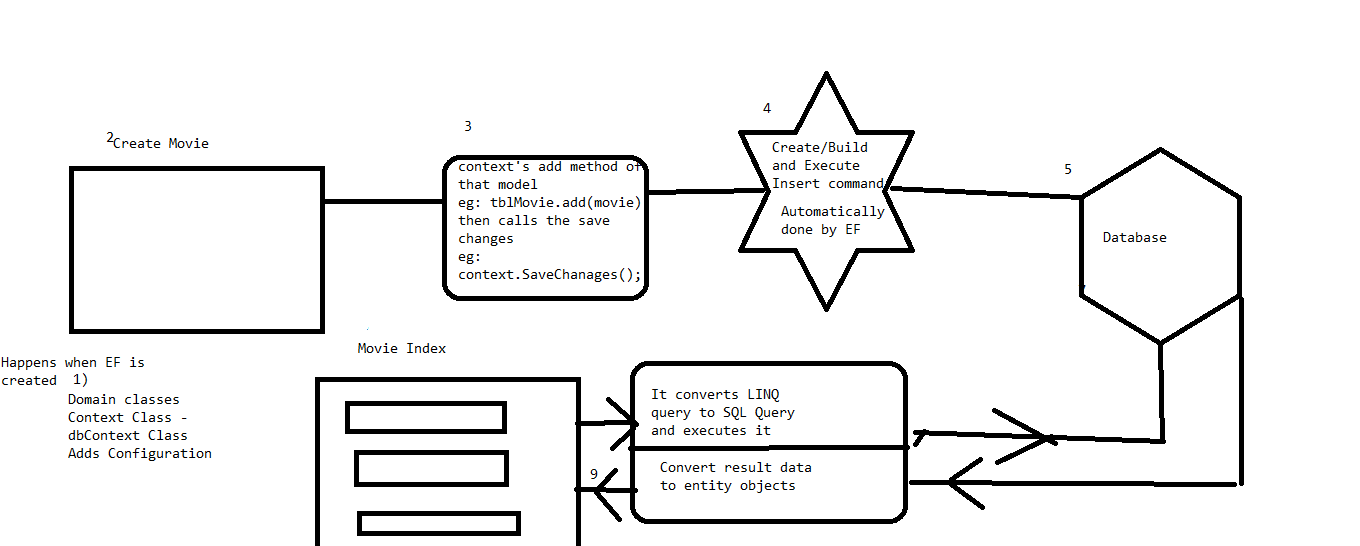 4
3
2
Create Movie
context's add method of
that model
eg: tblMovie.add(movie)
then calls the save
changes
eg:
context.SaveChanages();
Create/Build
and Execute
Insert command
Automatically
done by EF
5
Database
Happens when EF is
created 1)
Domain classes
Context Class -
dbContext Class
Adds Configuration
Movie Index
It converts LINQ
query to SQL Query
and executes it
9
Convert result data
to entity objects